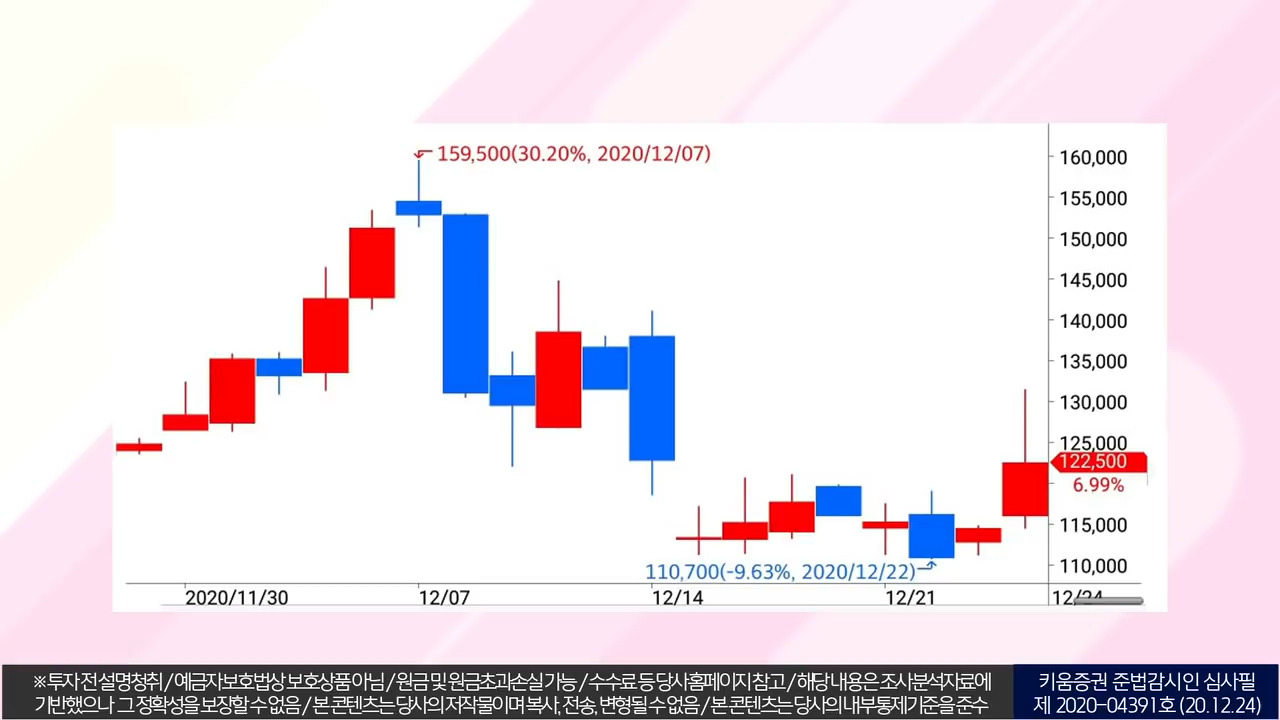 159,500(30.20%, 2020/12/07)
160,000
155,000
150,000
145,000
140,000
135,000
130,000
125,000
122,500
6.99%
115,000
110,000
110,700(-9.63%, 2020/12/22)
2020/11/30 12/07 12/14 12/21 12/24
※투자 전 설명청취 / 예금자보호법상 보호상품 아님 / 원금 및 원금초과손실 가능 / 수수료 등 당사홈페이지 참고 / 해당 내용은 조사분석자료에
기반했으나 그 정확성을 보장할 수 없음 / 본 콘텐츠는 당사의 저작물이며 복사, 전송, 변형될 수 없음 / 본 콘텐츠는 당사의 내부통제기준을 준수
키움증권 준법감시인 심사필
제 2020-04391호 (20.12.24)